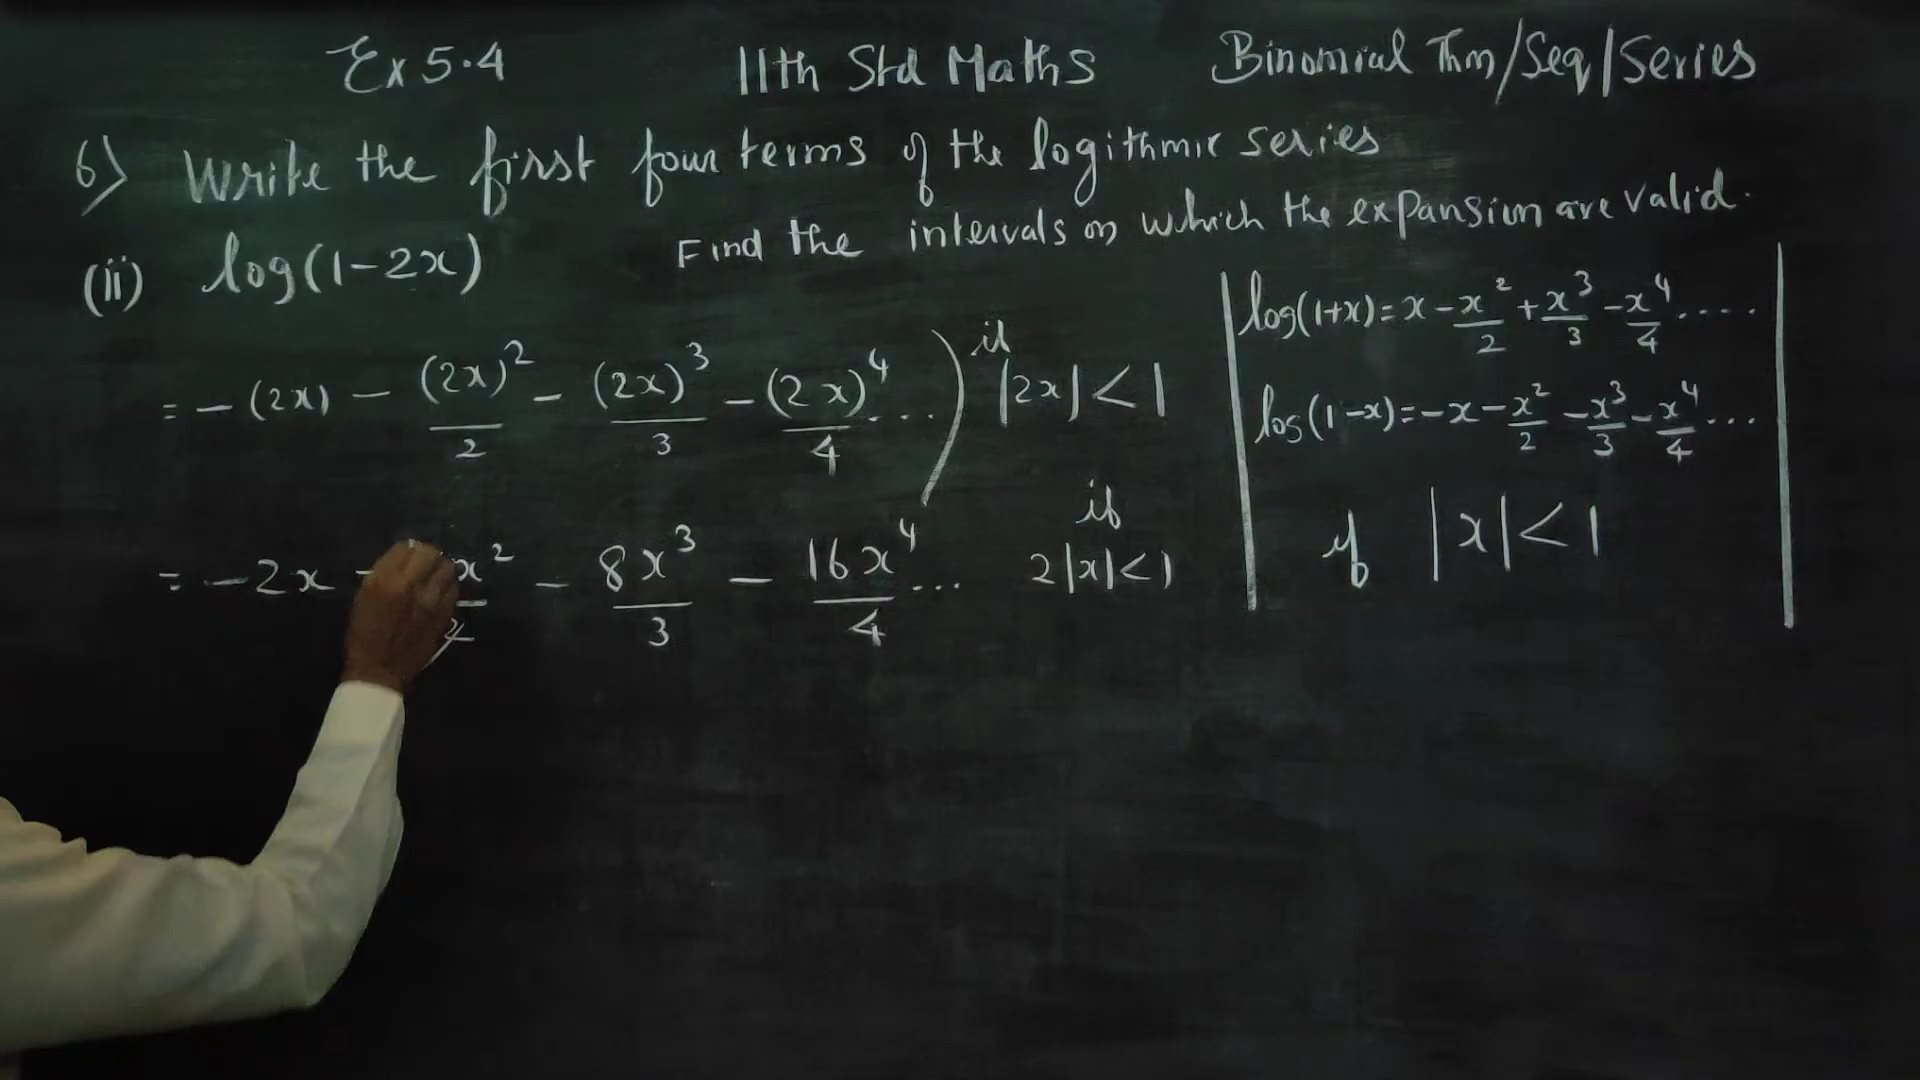 Ex 5.4 11th Std Maths Binomial Thm/Seq/Series
6) Write the first four terms of the logithmic series
Find the intervals on which the expansion are valid.
(ii) log(1-2x)
= -(2x) - (2x)²/2 - (2x)³/3 - (2x)⁴/4 ... ) if |2x| < 1
= -2x - x²/2 - 8x³/3 - 16x⁴/4 ... if 2|x|<1
log(1+x) = x - x²/2 + x³/3 - x⁴/4 ....
log(1-x) = -x - x²/2 - x³/3 - x⁴/4 ...
if |x| < 1